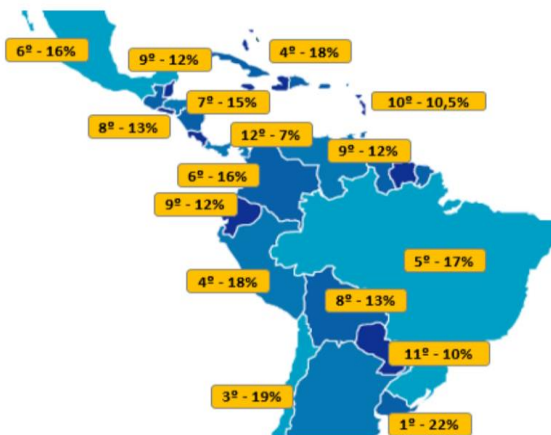 6º - 16%
9º - 12%
4º - 18%
7º - 15%
10º - 10,5%
8º - 13%
12º - 7%
9º - 12%
6º - 16%
9º - 12%
5º - 17%
4º - 18%
8º - 13%
11º - 10%
3º - 19%
1º - 22%